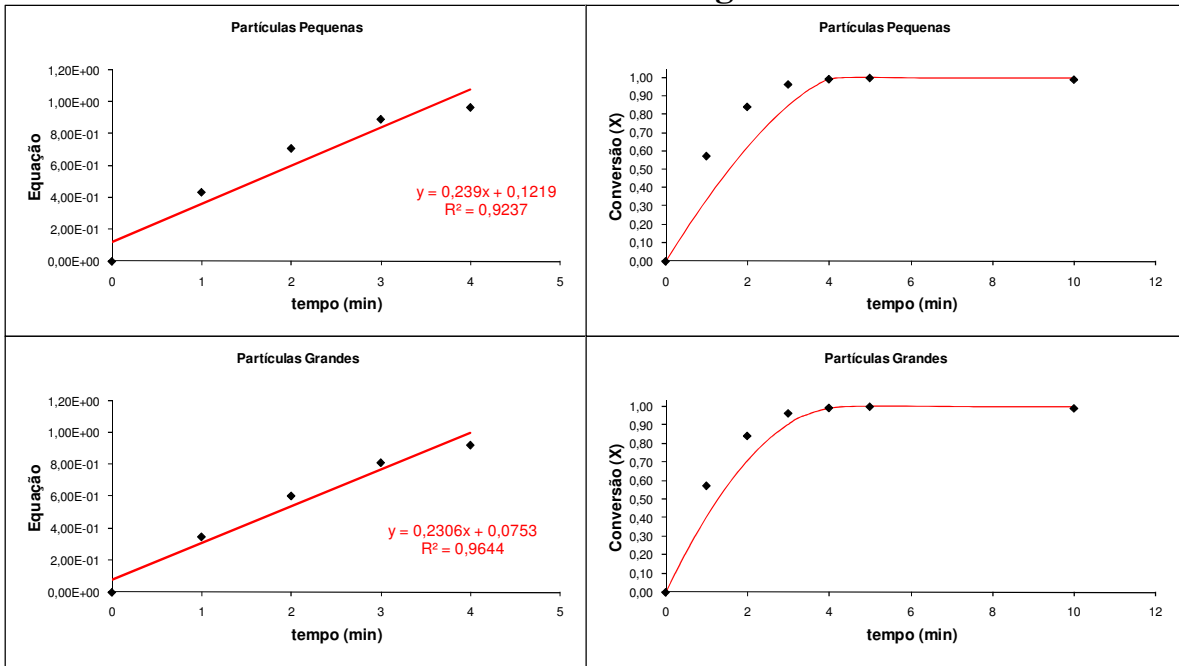 Partículas Pequenas
1,20E+00
1,00E+00
8,00E-01
6,00E-01
4,00E-01
2,00E-01
0,00E+00
Equação
y = 0,239x + 0,1219
R² = 0,9237
0 1 2 3 4 5
tempo (min)
Partículas Pequenas
1,00
0,90
0,80
0,70
0,60
0,50
0,40
0,30
0,20
0,10
0,00
Conversão (X)
0 2 4 6 8 10 12
tempo (min)
Partículas Grandes
1,20E+00
1,00E+00
8,00E-01
6,00E-01
4,00E-01
2,00E-01
0,00E+00
Equação
y = 0,2306x + 0,0753
R² = 0,9644
0 1 2 3 4 5
tempo (min)
Partículas Grandes
1,00
0,90
0,80
0,70
0,60
0,50
0,40
0,30
0,20
0,10
0,00
Conversão (X)
0 2 4 6 8 10 12
tempo (min)